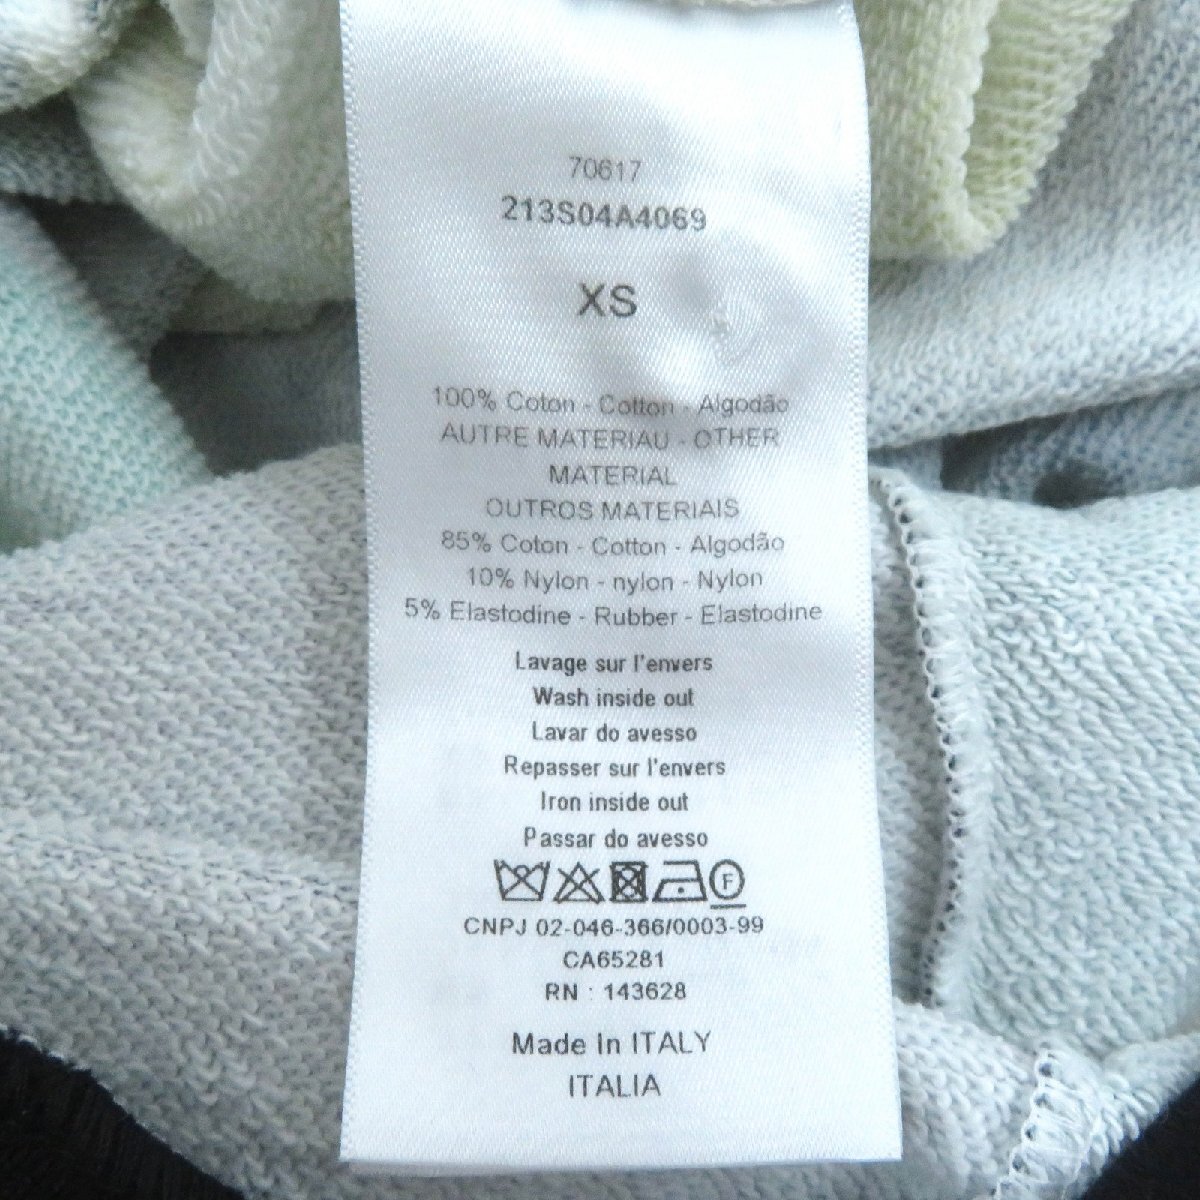 70617
213S04A4069
XS
100% Coton - Cotton - Algodão
AUTRE MATERIAU - OTHER
MATERIAL
OUTROS MATERIAIS
85% Coton - Cotton - Algodão
10% Nylon - nylon - Nylon
5% Elastodine - Rubber - Elastodine
Lavage sur l'envers
Wash inside out
Lavar do avesso
Repasser sur l'envers
Iron inside out
Passar do avesso
F
CNPJ 02-046-366/0003-99
CA65281
RN : 143628
Made In ITALY
ITALIA